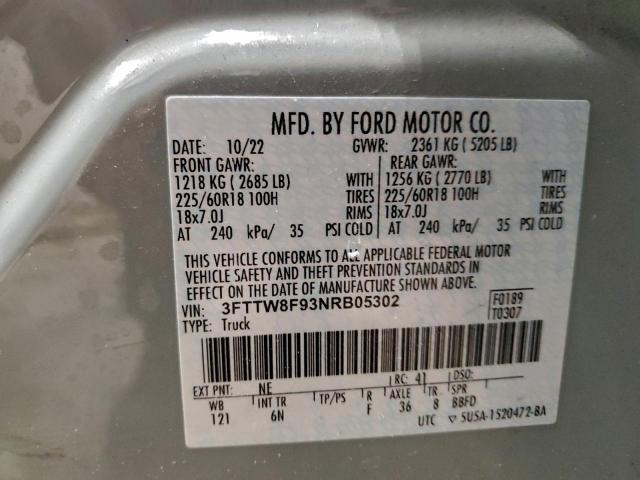 MFD. BY FORD MOTOR CO.
DATE: 10/22 GVWR: 2361 KG ( 5205 LB)
FRONT GAWR: REAR GAWR:
1218 KG ( 2685 LB) WITH 1256 KG ( 2770 LB) WITH
225/60R18 100H TIRES 225/60R18 100H TIRES
18x7.0J RIMS 18x7.0J RIMS
AT 240 kPa/ 35 PSI COLD AT 240 kPa/ 35 PSI COLD
THIS VEHICLE CONFORMS TO ALL APPLICABLE FEDERAL MOTOR
VEHICLE SAFETY AND THEFT PREVENTION STANDARDS IN
EFFECT ON THE DATE OF MANUFACTURE SHOWN ABOVE.
VIN: 3FTTW8F93NRB05302 F0189
TYPE: Truck T0307
EXT PNT: NE RC: 41 DSO:
WB INT TR TP/PS R AXLE TR SPR
121 6N F 36 8 BBFD
UTC ▽ 5U5A-1520472-BA